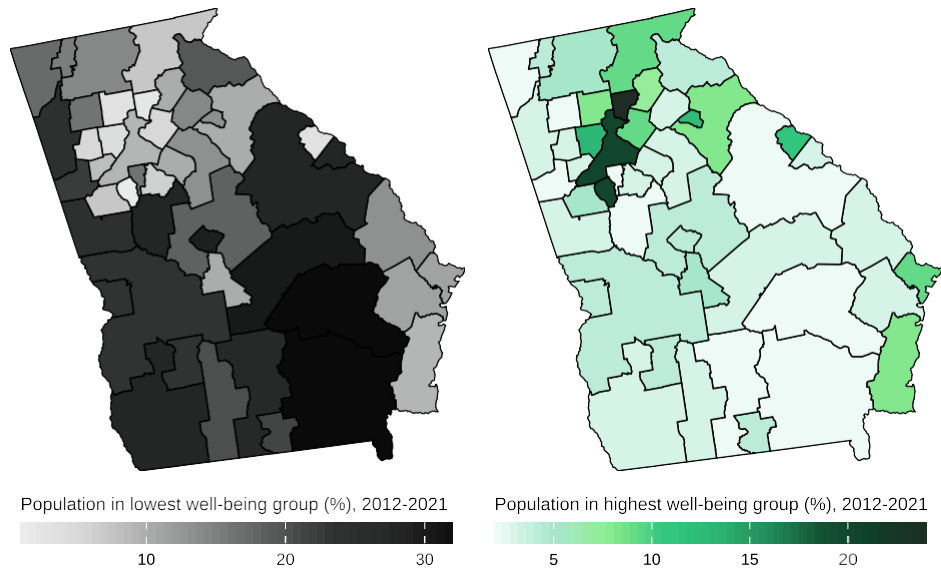 Population in lowest well-being group (%), 2012-2021
10 20 30
Population in highest well-being group (%), 2012-2021
5 10 15 20